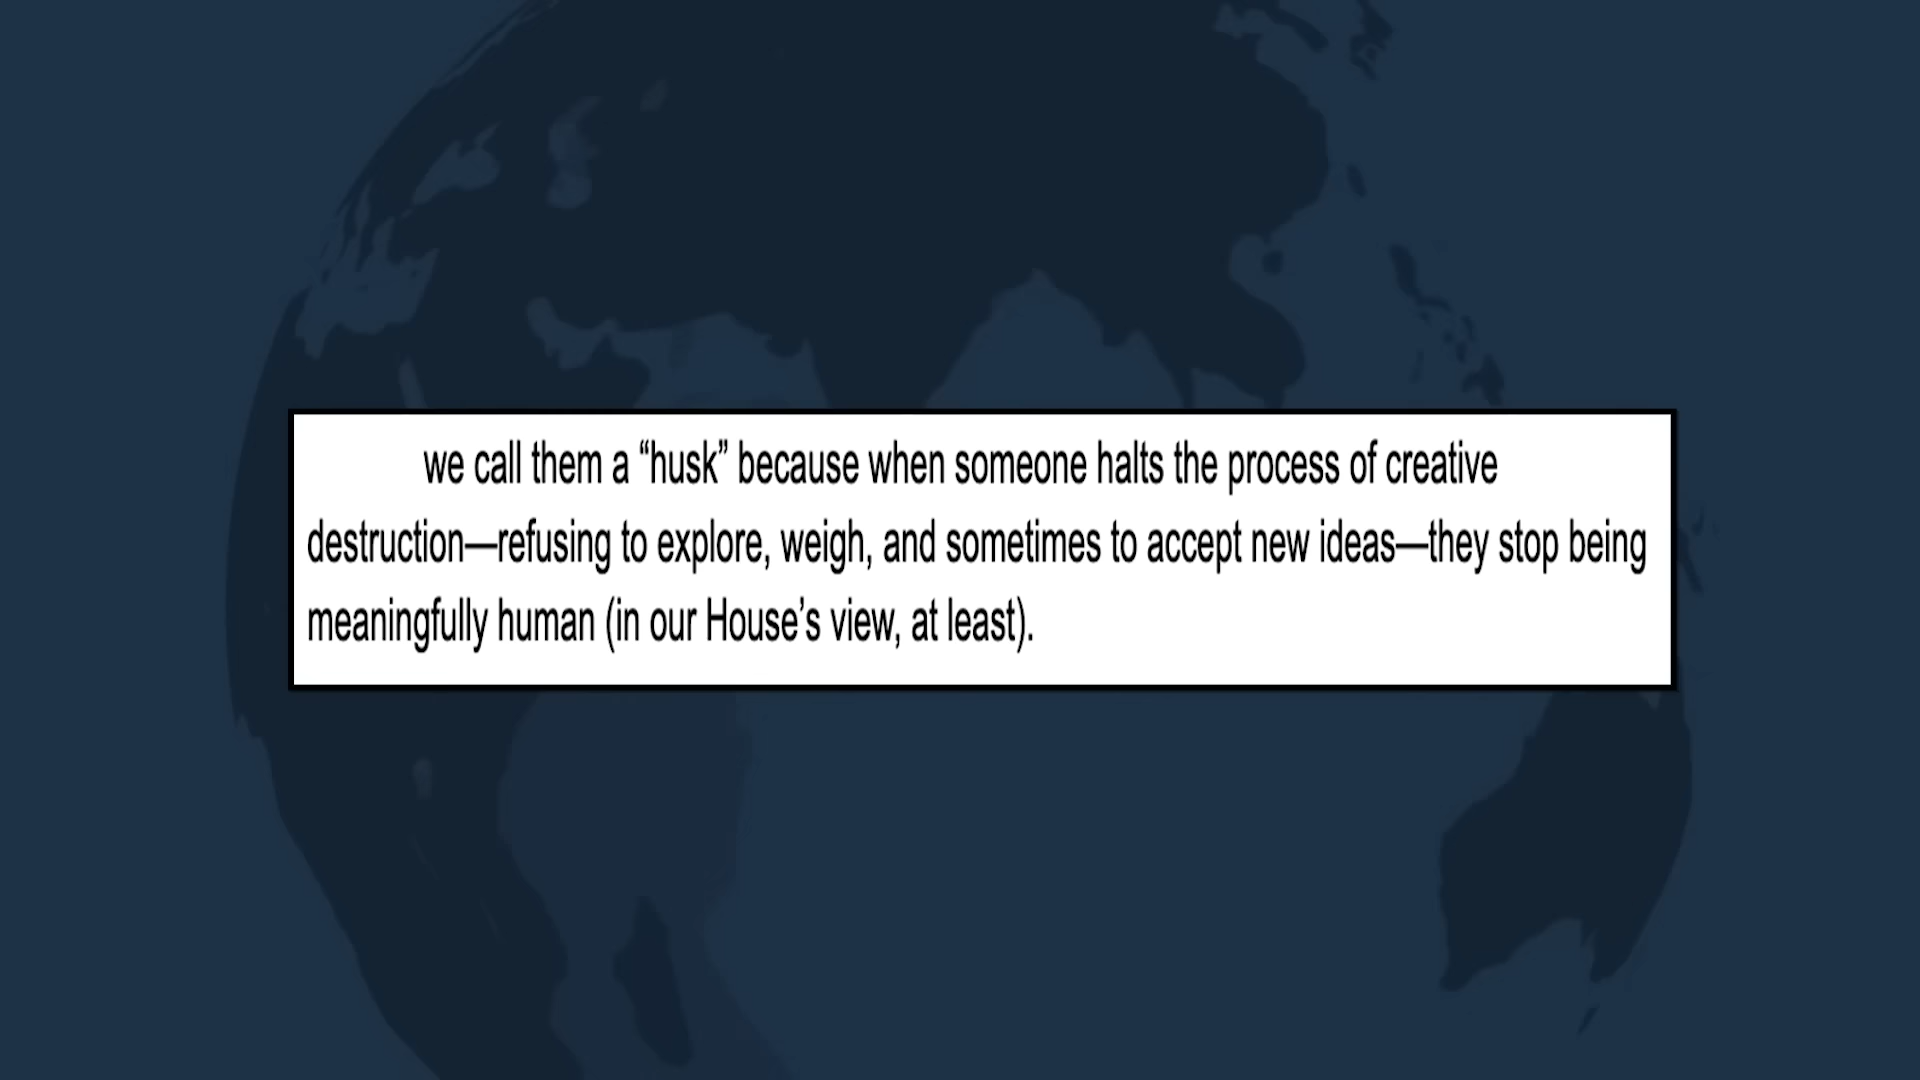 we call them a “husk” because when someone halts the process of creative
destruction—refusing to explore, weigh, and sometimes to accept new ideas—they stop being
meaningfully human (in our House’s view, at least).